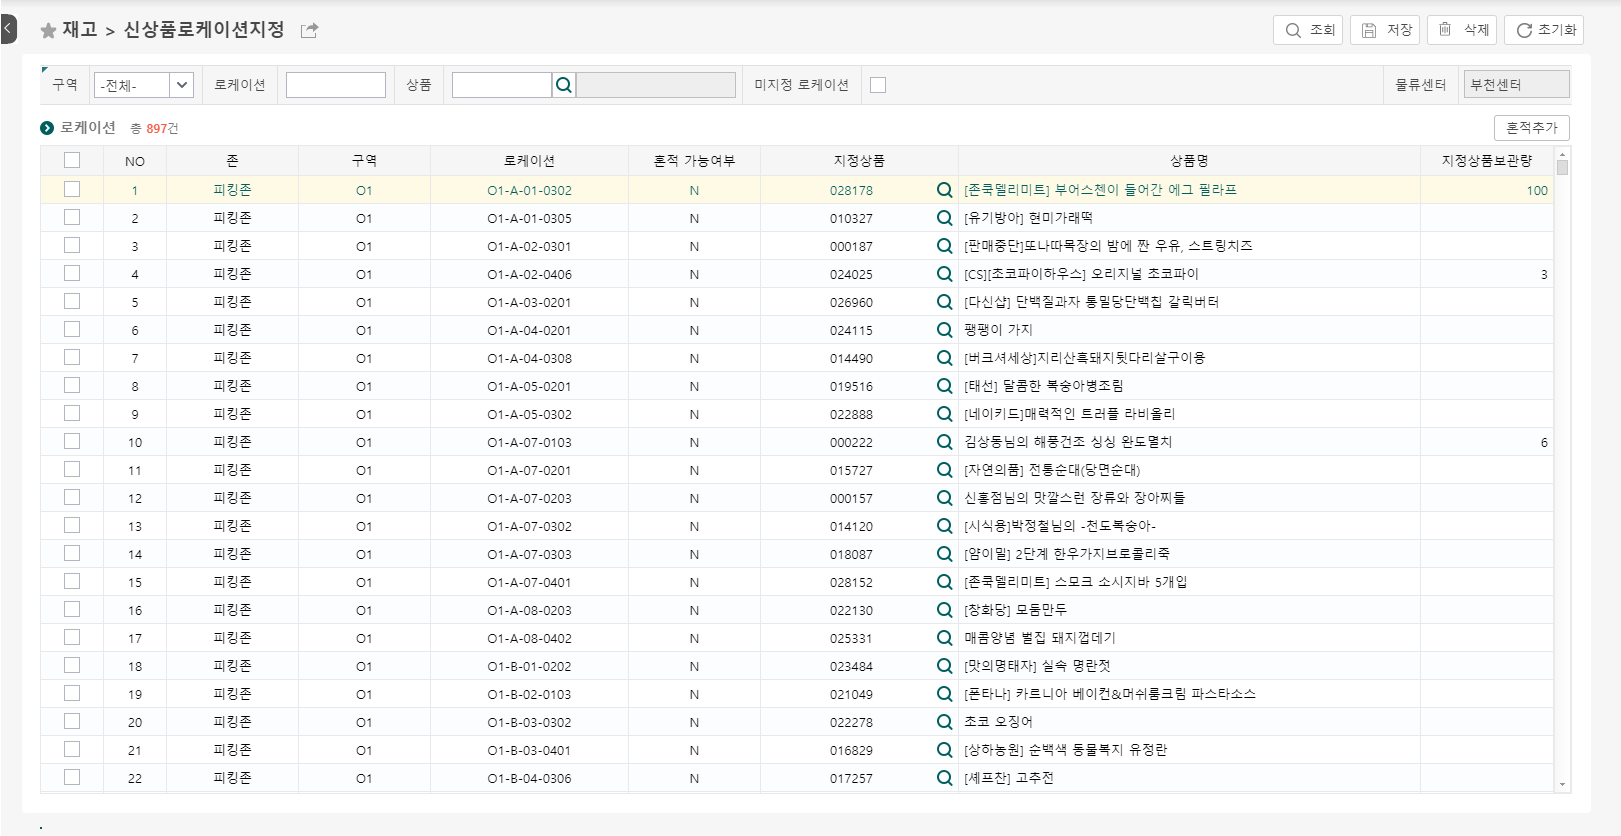 재고 > 신상품로케이션지정
조회 저장 삭제 초기화
구역 -전체- 로케이션 상품 미지정 로케이션 물류센터 부천센터
로케이션 총 897건 혼적추가
NO 존 구역 로케이션 혼적 가능여부 지정상품 상품명 지정상품보관량
1 피킹존 O1 O1-A-01-0302 N 028178 [존쿡델리미트] 부어스첸이 들어간 에그 필라프 100
2 피킹존 O1 O1-A-01-0305 N 010327 [유기방아] 현미가래떡
3 피킹존 O1 O1-A-02-0301 N 000187 [판매중단]또나따목장의 밤에 짠 우유, 스트링치즈
4 피킹존 O1 O1-A-02-0406 N 024025 [CS][초코파이하우스] 오리지널 초코파이 3
5 피킹존 O1 O1-A-03-0201 N 026960 [다신샵] 단백질과자 통밀당단백칩 갈릭버터
6 피킹존 O1 O1-A-04-0201 N 024115 팽팽이 가지
7 피킹존 O1 O1-A-04-0308 N 014490 [버크셔세상]지리산흑돼지뒷다리살구이용
8 피킹존 O1 O1-A-05-0201 N 019516 [태선] 달콤한 복숭아병조림
9 피킹존 O1 O1-A-05-0302 N 022888 [네이키드]매력적인 트러플 라비올리
10 피킹존 O1 O1-A-07-0103 N 000222 김상동님의 해풍건조 싱싱 완도멸치 6
11 피킹존 O1 O1-A-07-0201 N 015727 [자연의품] 전통순대(당면순대)
12 피킹존 O1 O1-A-07-0203 N 000157 신홍점님의 맛깔스런 장류와 장아찌들
13 피킹존 O1 O1-A-07-0302 N 014120 [시식용]박정철님의 -천도복숭아-
14 피킹존 O1 O1-A-07-0303 N 018087 [얌이밀] 2단계 한우가지브로콜리죽
15 피킹존 O1 O1-A-07-0401 N 028152 [존쿡델리미트] 스모크 소시지바 5개입
16 피킹존 O1 O1-A-08-0203 N 022130 [창화당] 모둠만두
17 피킹존 O1 O1-A-08-0402 N 025331 매콤양념 벌집 돼지껍데기
18 피킹존 O1 O1-B-01-0202 N 023484 [맛의명태자] 실속 명란젓
19 피킹존 O1 O1-B-02-0103 N 021049 [폰타나] 카르니아 베이컨&머쉬룸크림 파스타소스
20 피킹존 O1 O1-B-03-0302 N 022278 초코 오징어
21 피킹존 O1 O1-B-03-0401 N 016829 [상하농원] 순백색 동물복지 유정란
22 피킹존 O1 O1-B-04-0306 N 017257 [셰프찬] 고추전